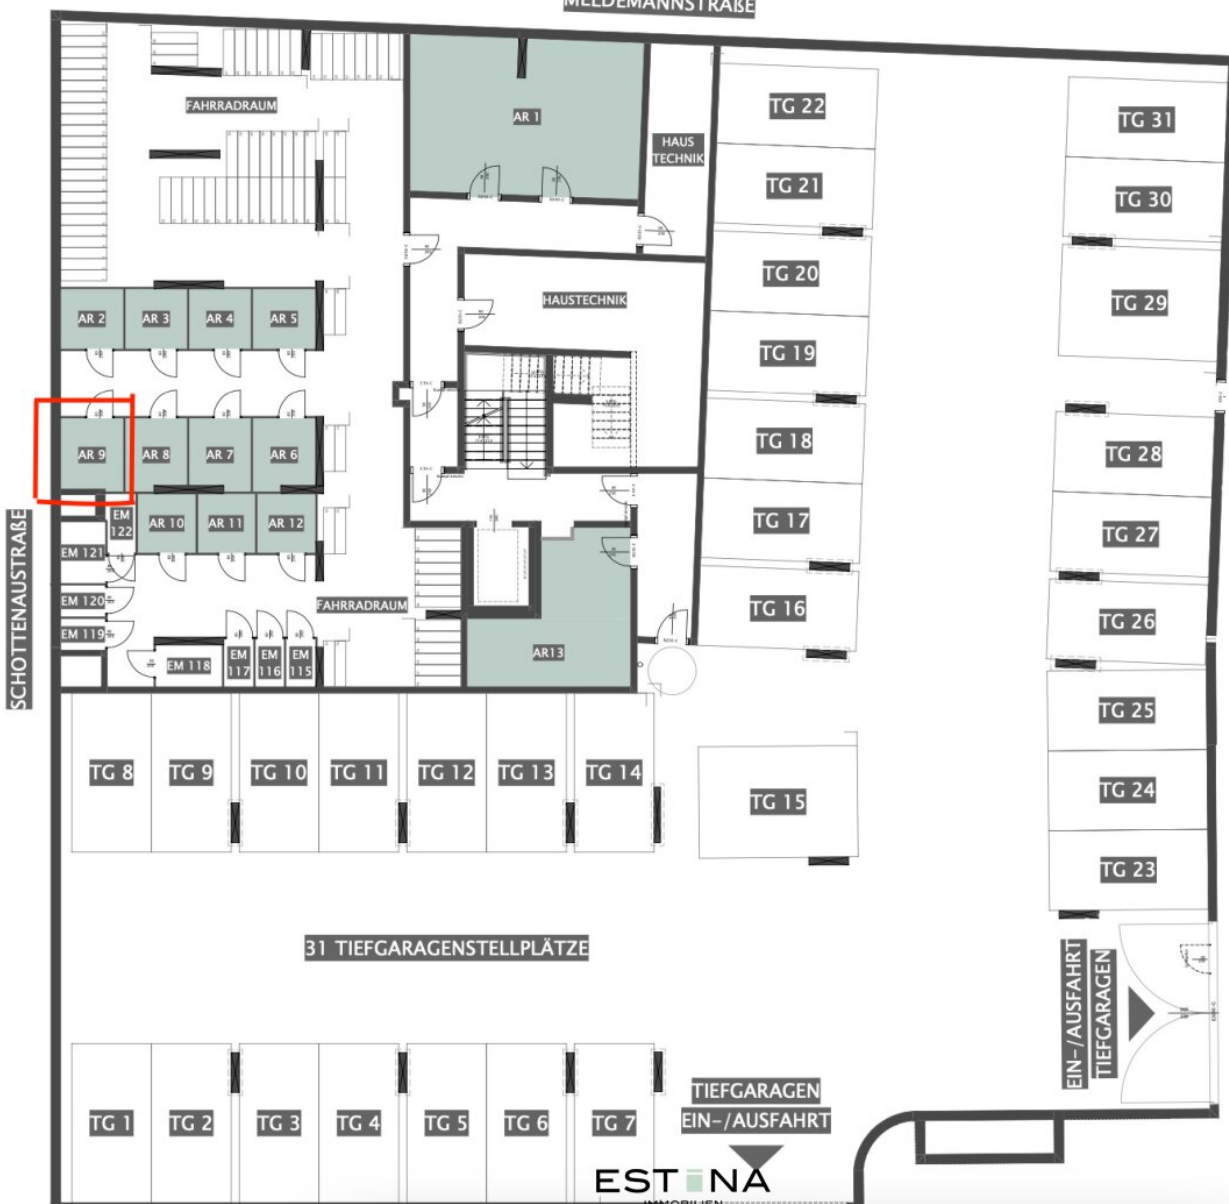 MELDEMANNSTRAßE
FAHRRADRAUM
AR 1
HAUS
TECHNIK
TG 22
TG 31
TG 21
TG 30
TG 20
TG 29
HAUSTECHNIK
AR 2
AR 3
AR 4
AR 5
TG 19
TG 18
TG 28
AR 9
AR 8
AR 7
AR 6
SCHOTTENAUSTRAßE
EM
122
AR 10
AR 11
AR 12
TG 17
TG 27
EM 121
EM 120
EM 119
FAHRRADRAUM
TG 16
TG 26
EM 118
EM
117
EM
116
EM
115
AR13
TG 25
TG 8
TG 9
TG 10
TG 11
TG 12
TG 13
TG 14
TG 15
TG 24
TG 23
31 TIEFGARAGENSTELLPLÄTZE
EIN-/AUSFAHRT
TIEFGARAGEN
TG 1
TG 2
TG 3
TG 4
TG 5
TG 6
TG 7
TIEFGARAGEN
EIN-/AUSFAHRT
ESTINA
IMMOBILIEN